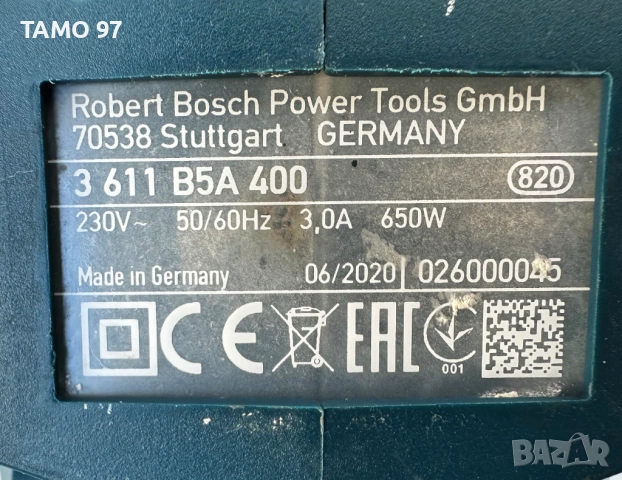 TAMO 97
Robert Bosch Power Tools GmbH
70538 Stuttgart GERMANY
3 611 B5A 400 820
230V~ 50/60Hz 3,0A 650W
Made in Germany 06/2020 026000045
CE EAC
001
BAZAR